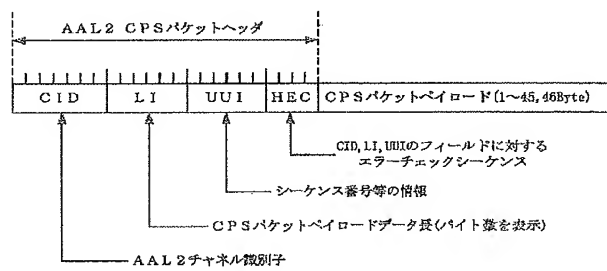 AAL2 CPSパケットヘッダ
CID
LI
UUI
HEC
CPSパケットペイロード(1～45,46Byte)
CID,LI,UUIのフィールドに対する
エラーチェックシーケンス
シーケンス番号等の情報
CPSパケットペイロードデータ長(バイト数を表示)
AAL2チャネル識別子